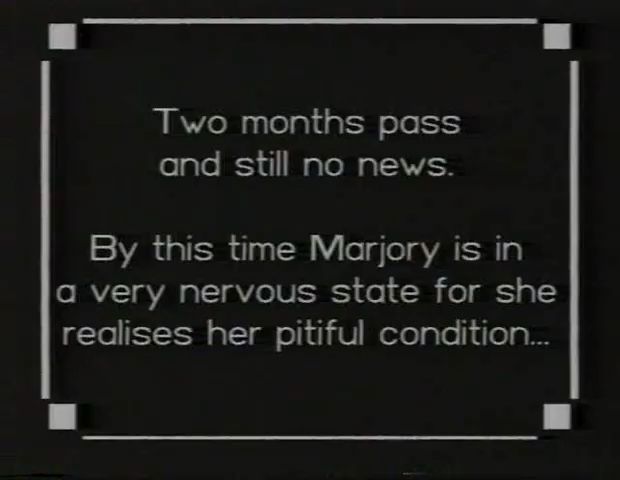 Two months pass
and still no news.
By this time Marjory is in
a very nervous state for she
realises her pitiful condition...